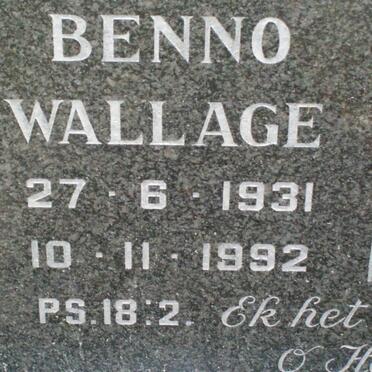 BENNO
WALLAGE
27 · 6 · 1931
10 · 11 · 1992
PS.18:2. Ek het
O